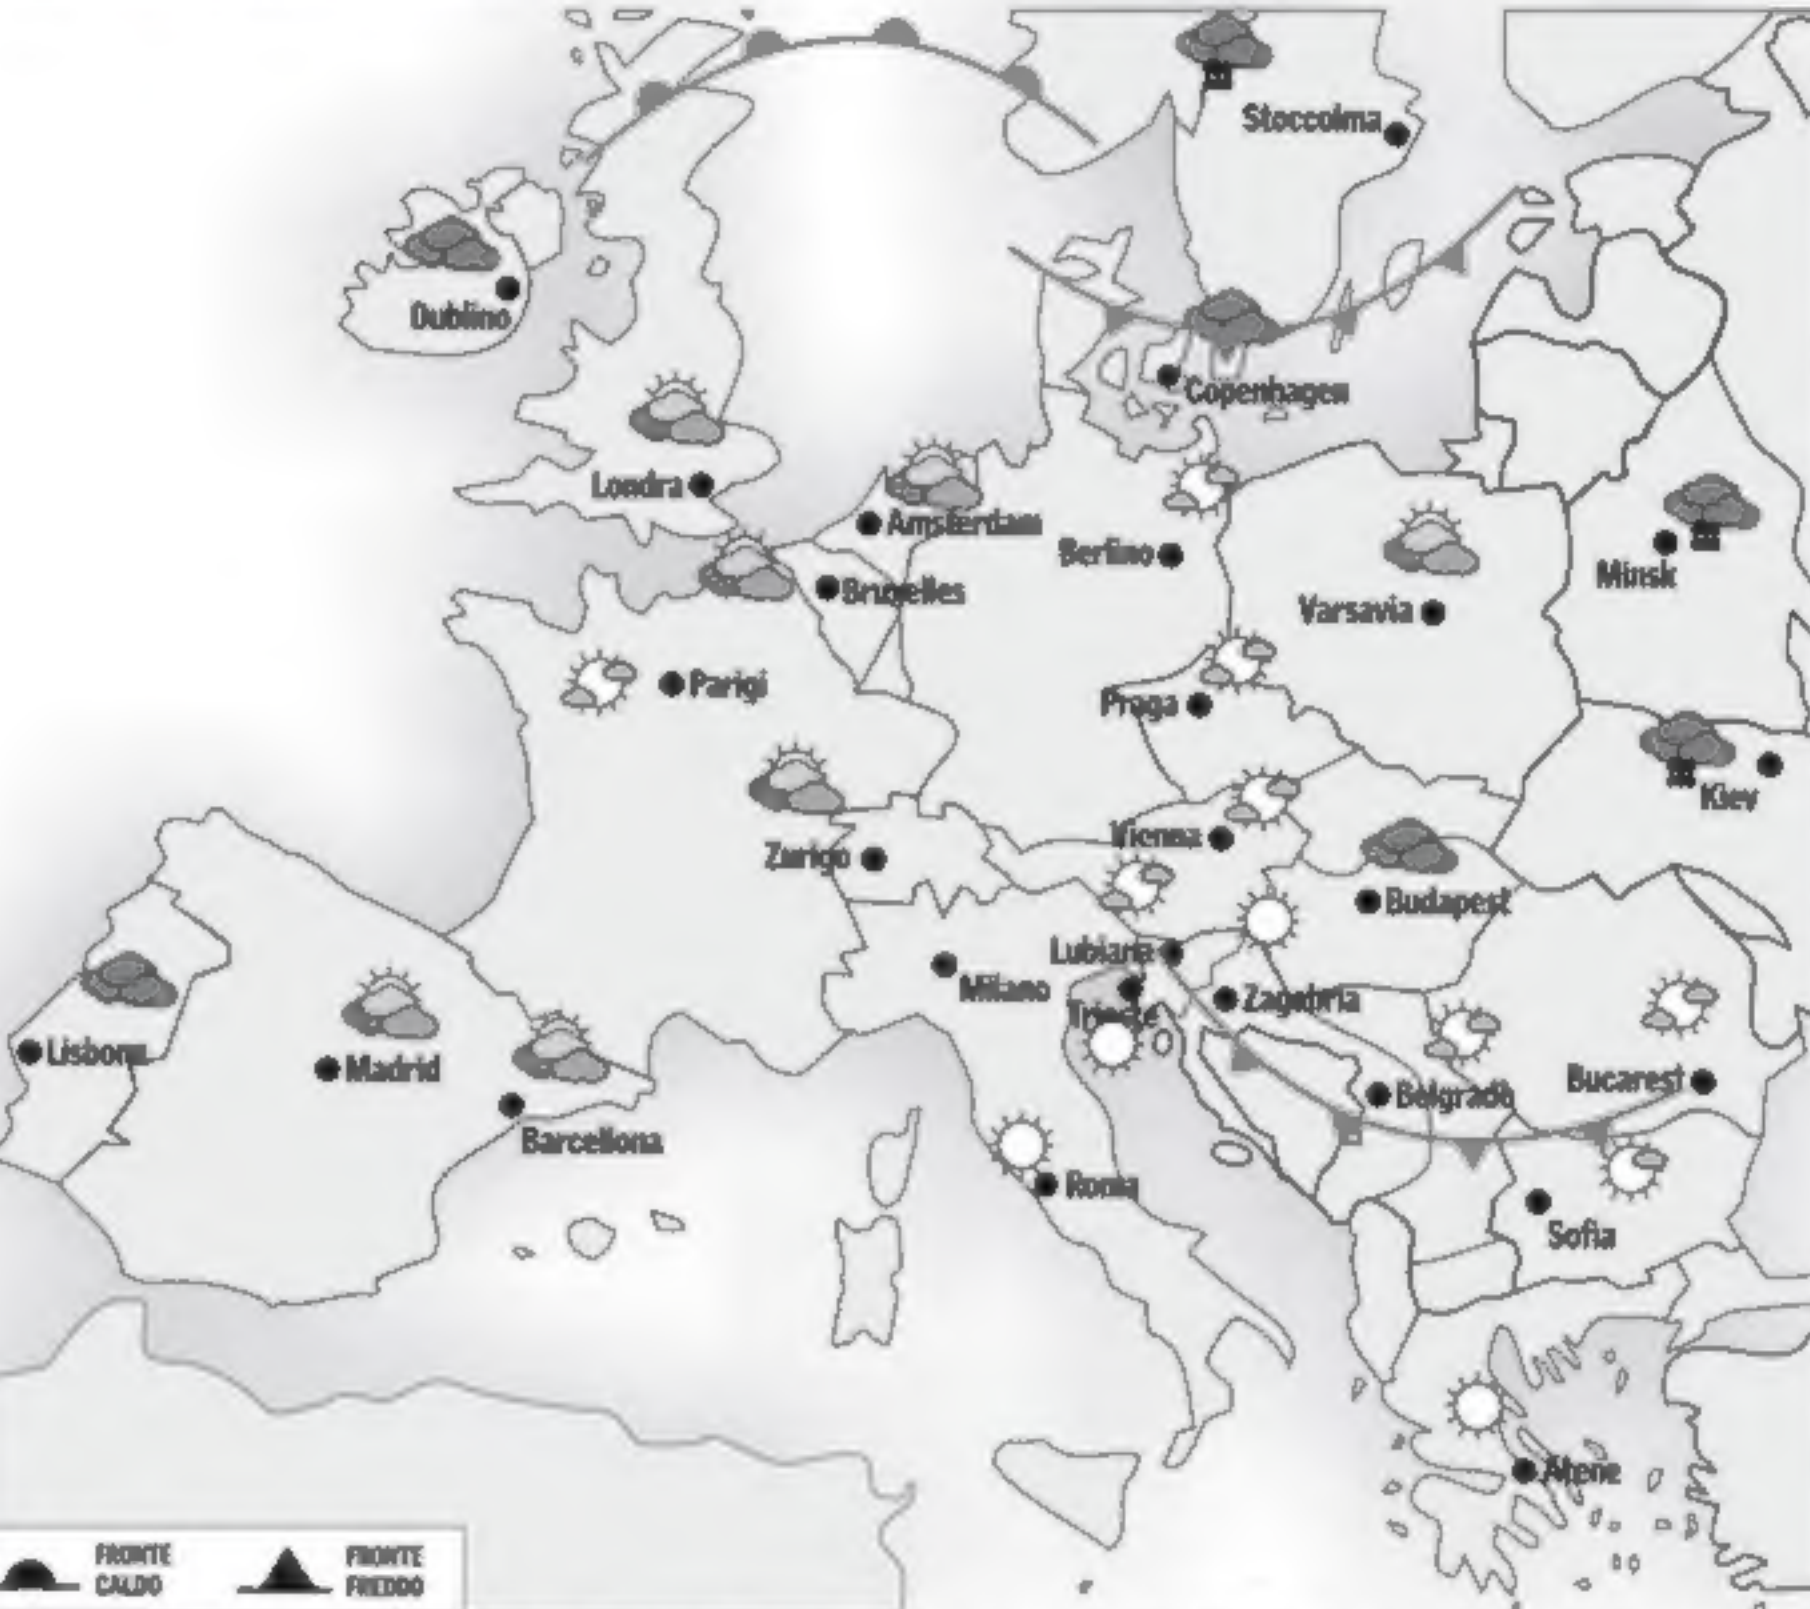 Stoccolma
Dublino
Copenhagen
Londra
Amsterdam
Berlino
Minsk
Bruxelles
Varsavia
Parigi
Praga
Kiev
Vienna
Zurigo
Budapest
Lubiana
Milano
Zagabria
Trieste
Lisbona
Madrid
Belgrado
Bucarest
Barcellona
Roma
Sofia
Atene
FRONTE
CALDO
FRONTE
FREDDO